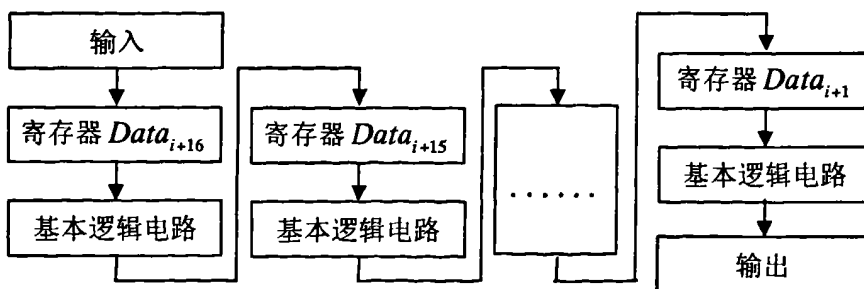 输入
寄存器 Data_{i+16}
基本逻辑电路
寄存器 Data_{i+15}
基本逻辑电路
......
寄存器 Data_{i+1}
基本逻辑电路
输出